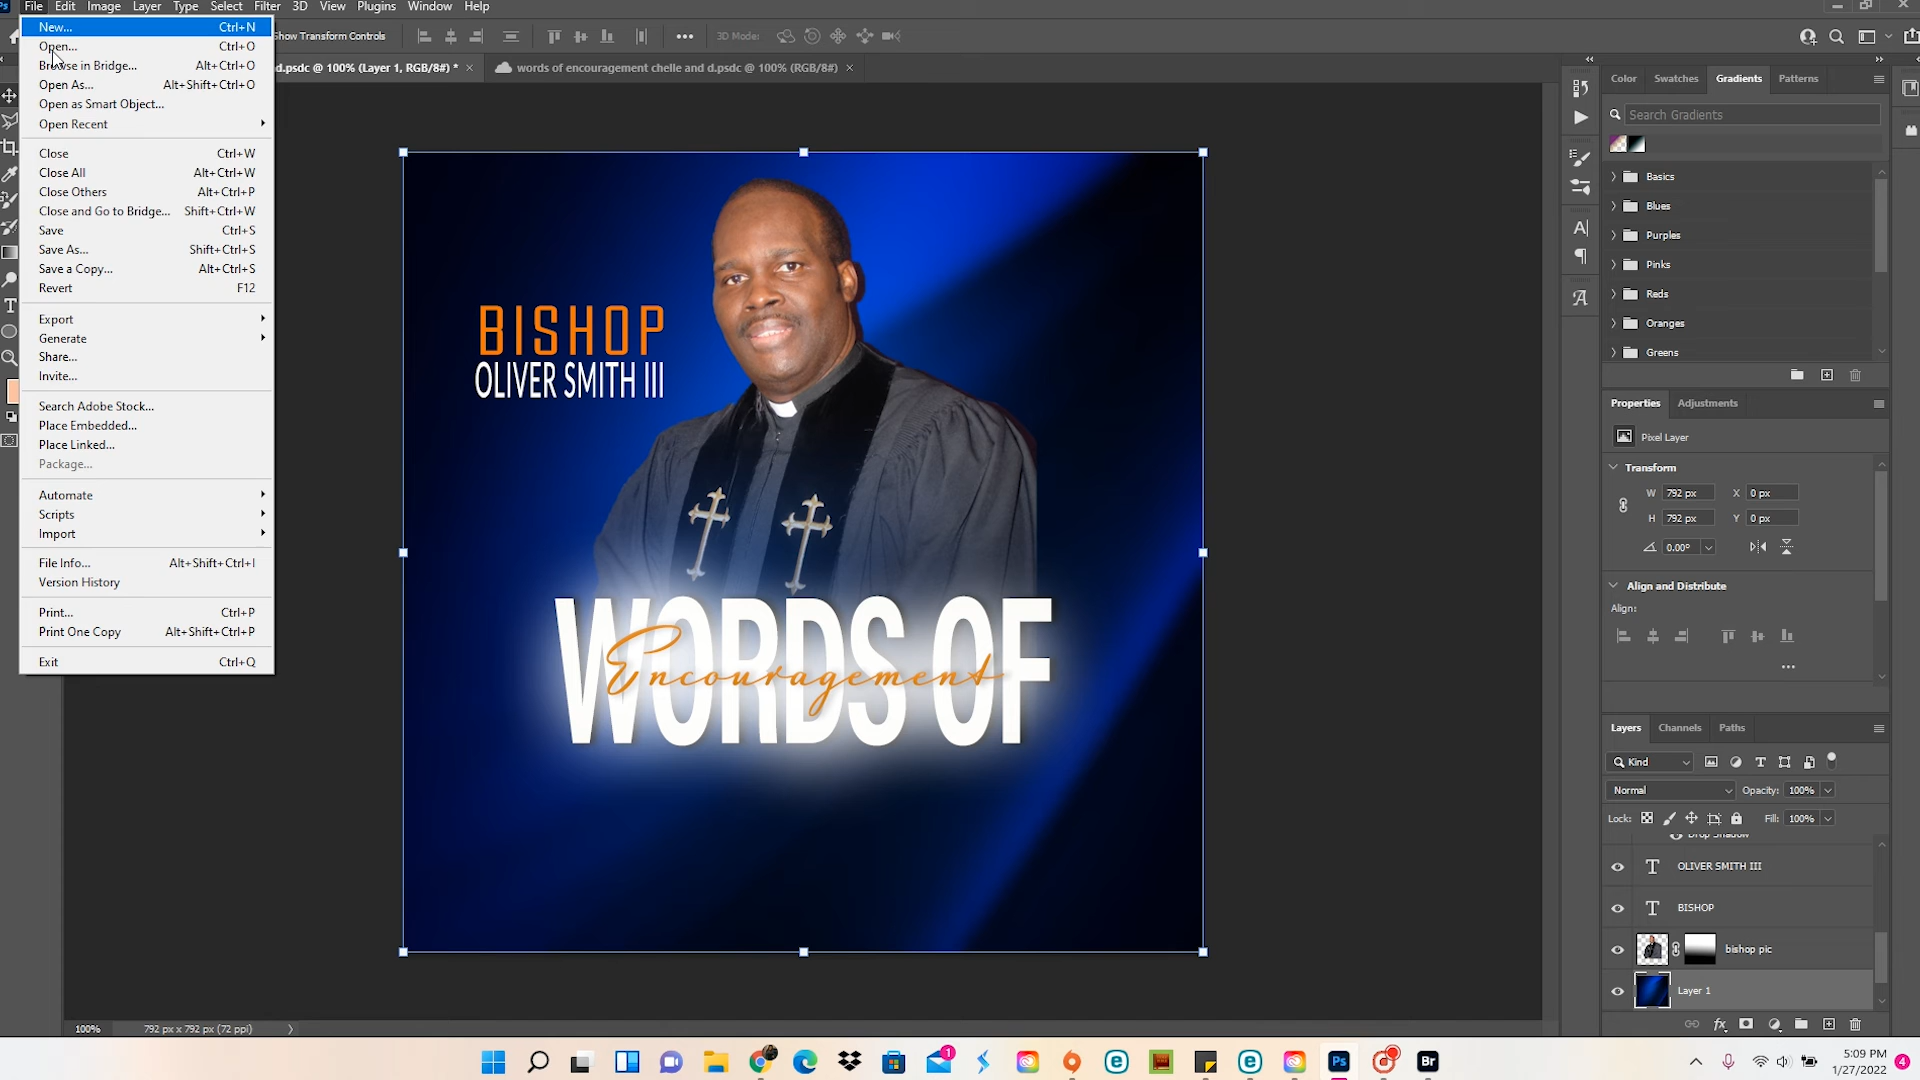 Ps File Edit Image Layer Type Select Filter 3D View Plugins Window Help
Show Transform Controls 3D Mode:
d.psdc @ 100% (Layer 1, RGB/8#) * × words of encouragement chelle and d.psdc @ 100% (RGB/8#) ×
New... Ctrl+N
Open... Ctrl+O
Browse in Bridge... Alt+Ctrl+O
Open As... Alt+Shift+Ctrl+O
Open as Smart Object...
Open Recent
Close Ctrl+W
Close All Alt+Ctrl+W
Close Others Alt+Ctrl+P
Close and Go to Bridge... Shift+Ctrl+W
Save Ctrl+S
Save As... Shift+Ctrl+S
Save a Copy... Alt+Ctrl+S
Revert F12
Export
Generate
Share...
Invite...
Search Adobe Stock...
Place Embedded...
Place Linked...
Package...
Automate
Scripts
Import
File Info... Alt+Shift+Ctrl+I
Version History
Print... Ctrl+P
Print One Copy Alt+Shift+Ctrl+P
Exit Ctrl+Q
BISHOP
OLIVER SMITH III
WORDS OF
Encouragement
Color Swatches Gradients Patterns
Search Gradients
Basics
Blues
Purples
Pinks
Reds
Oranges
Greens
Properties Adjustments
Pixel Layer
Transform
W 792 px X 0 px
H 792 px Y 0 px
0.00°
Align and Distribute
Align:
Layers Channels Paths
Kind
Normal Opacity: 100%
Lock: Fill: 100%
Drop Shadow
OLIVER SMITH III
BISHOP
bishop pic
Layer 1
fx
100% 792 px x 792 px (72 ppi)
1
Ps
Br
5:09 PM
1/27/2022
4